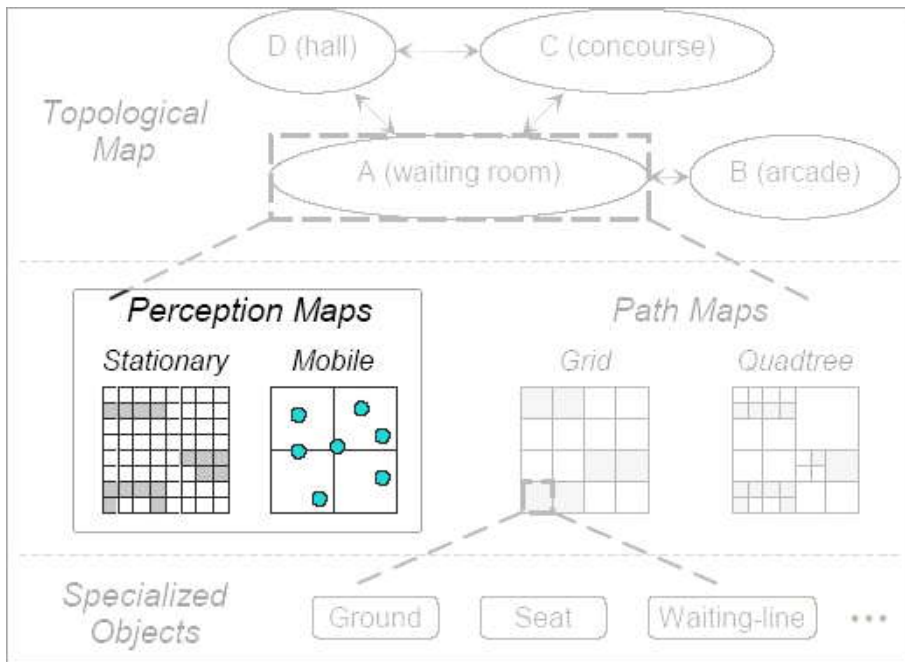 D (hall)
C (concourse)
Topological
Map
A (waiting room)
B (arcade)
Perception Maps
Path Maps
Stationary
Mobile
Grid
Quadtree
Specialized
Objects
Ground
Seat
Waiting-line
•••